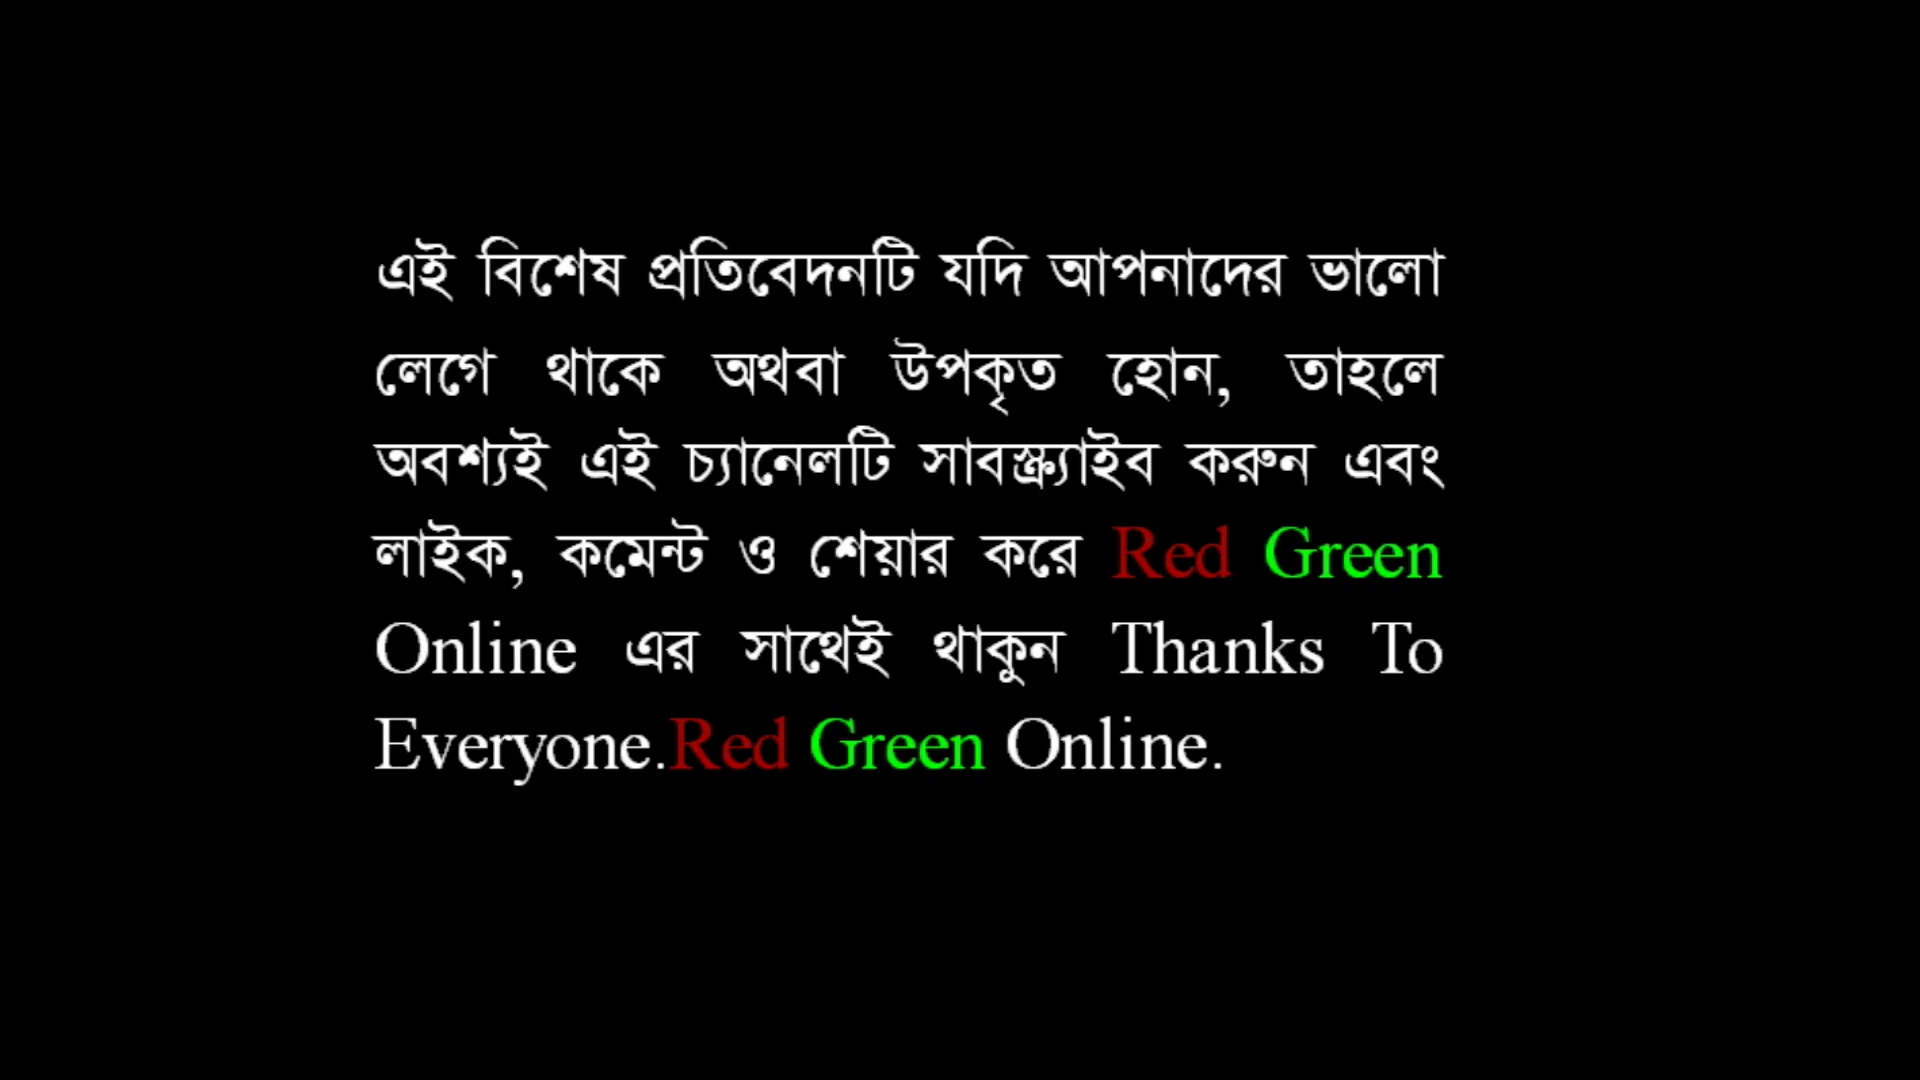 এই বিশেষ প্রতিবেদনটি যদি আপনাদের ভালো
লেগে থাকে অথবা উপকৃত হোন, তাহলে
অবশ্যই এই চ্যানেলটি সাবস্ক্র্যাইব করুন এবং
লাইক, কমেন্ট ও শেয়ার করে Red Green
Online এর সাথেই থাকুন Thanks To
Everyone.Red Green Online.